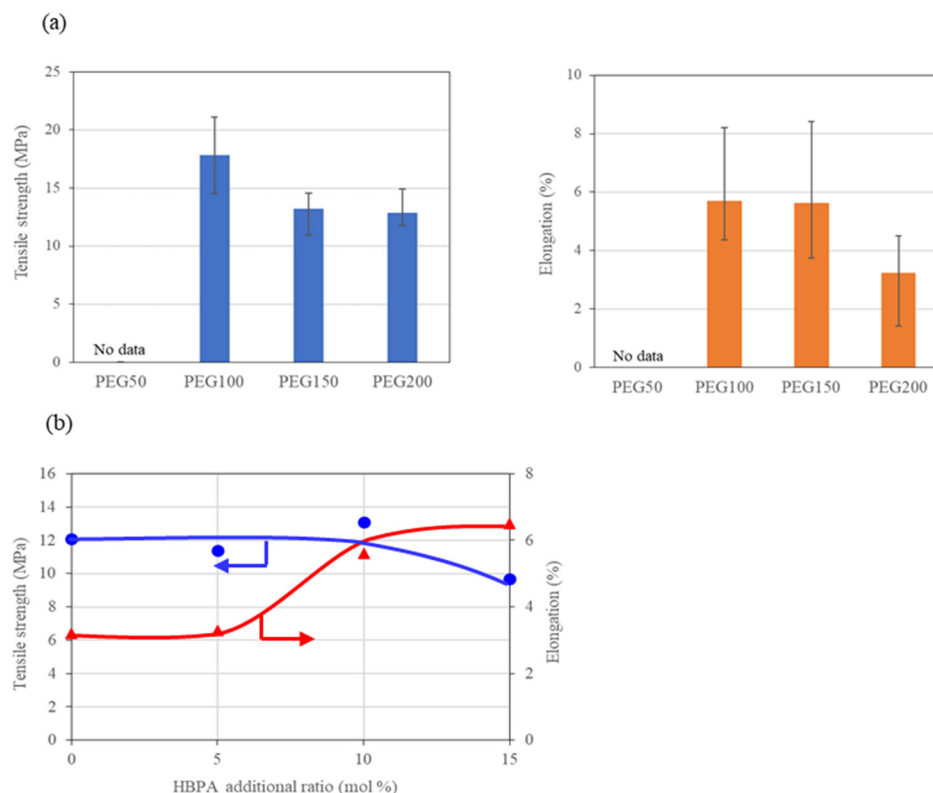 (a)
Tensile strength (MPa)
25
20
15
10
5
0
No data
PEG50 PEG100 PEG150 PEG200
Elongation (%)
10
8
6
4
2
0
No data
PEG50 PEG100 PEG150 PEG200
(b)
Tensile strength (MPa)
16
14
12
10
8
6
4
2
0
8
6
4
2
0
Elongation (%)
0 5 10 15
HBPA additional ratio (mol %)